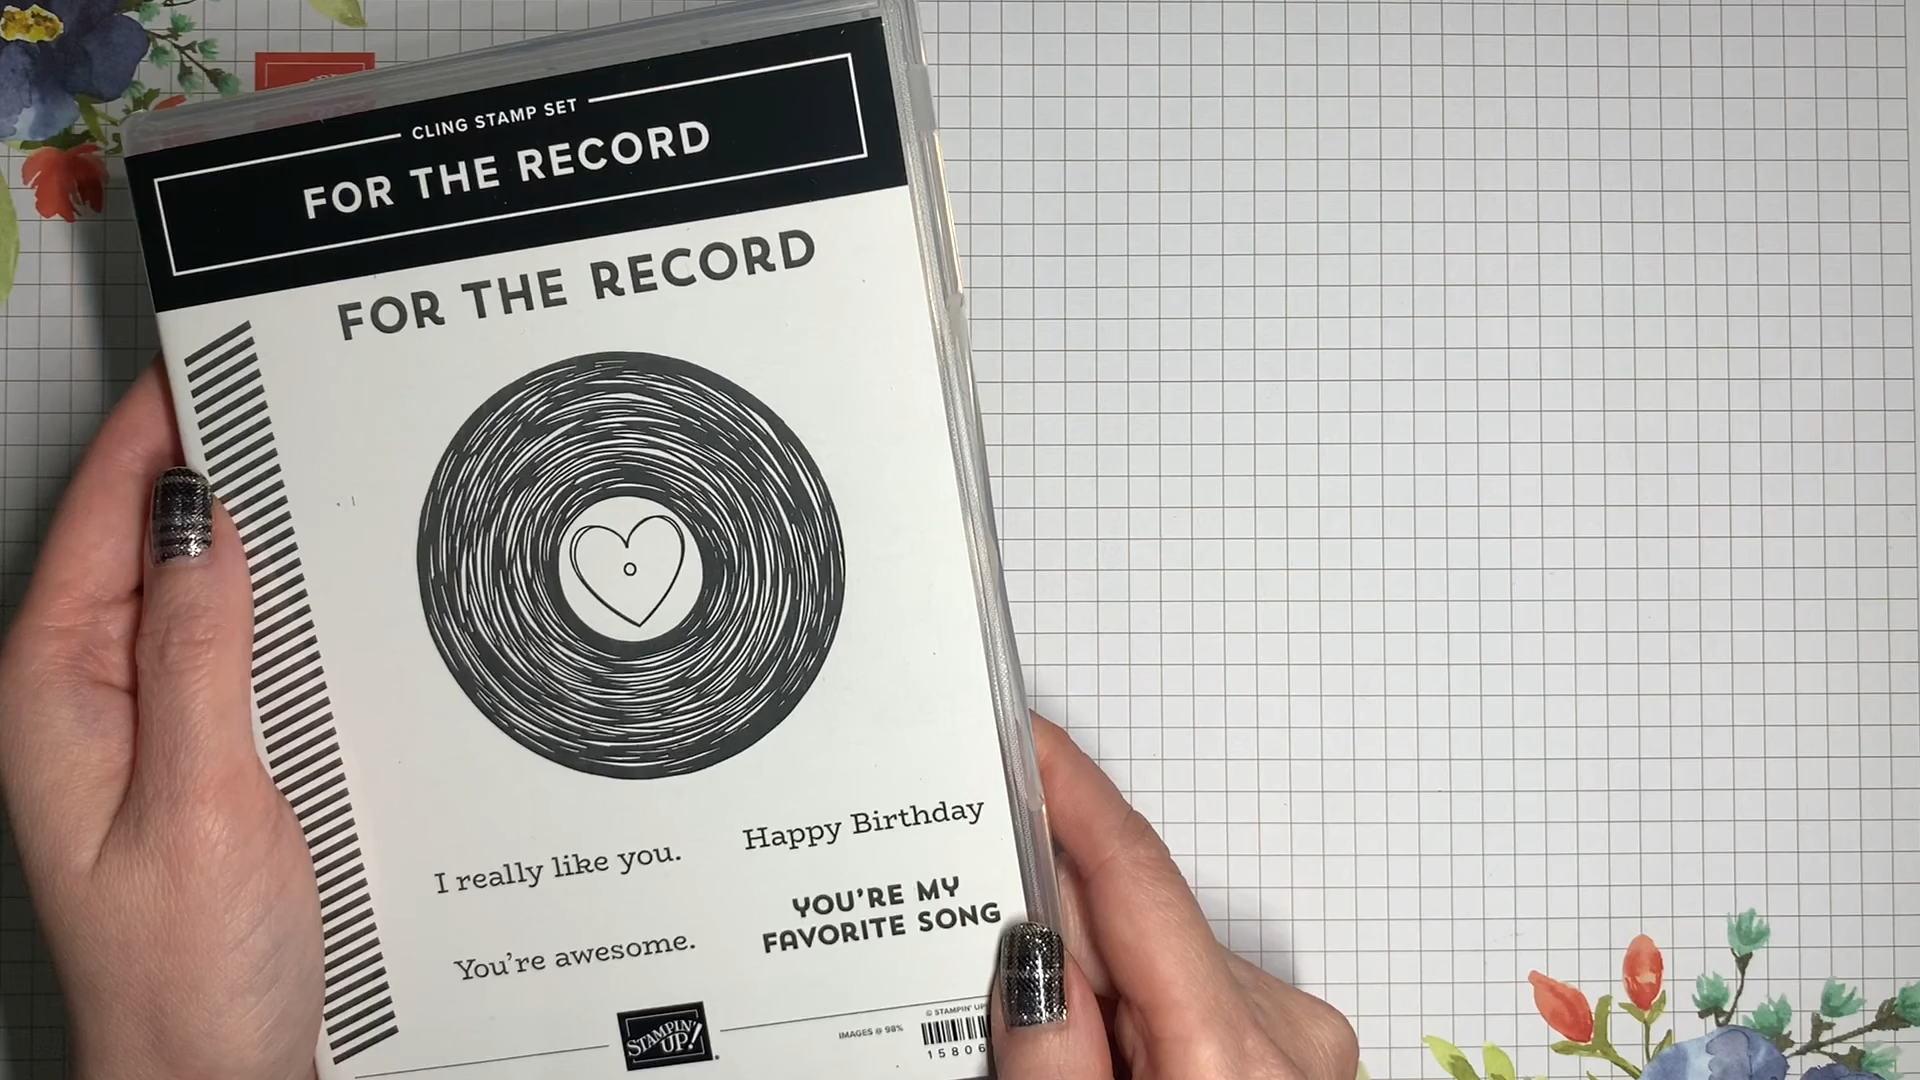 CLING STAMP SET
FOR THE RECORD
FOR THE RECORD
Happy Birthday
I really like you.
YOU'RE MY
FAVORITE SONG
You're awesome.
STAMPIN' UP!
© STAMPIN' UP
IMAGES @ 98%
15806